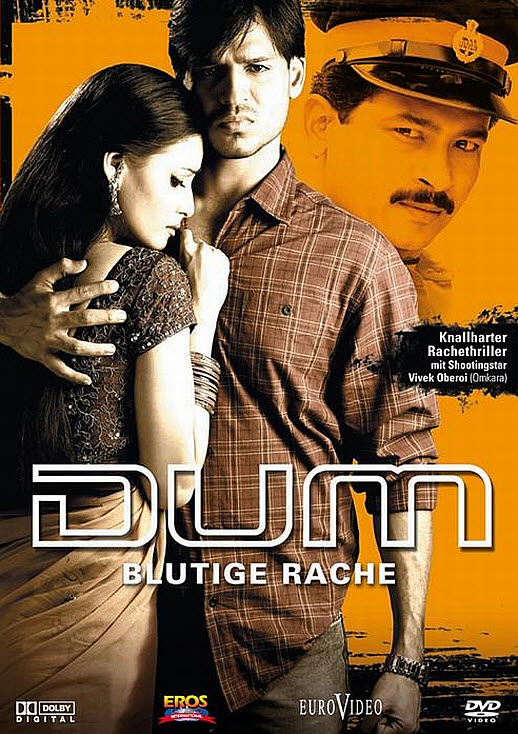 Knallharter
Rachethriller
mit Shootingstar
Vivek Oberoi (Omkara)
DUM
BLUTIGE RACHE
DOLBY
DIGITAL
EROS
INTERNATIONAL
EUROVIDEO
DVD
VIDEO